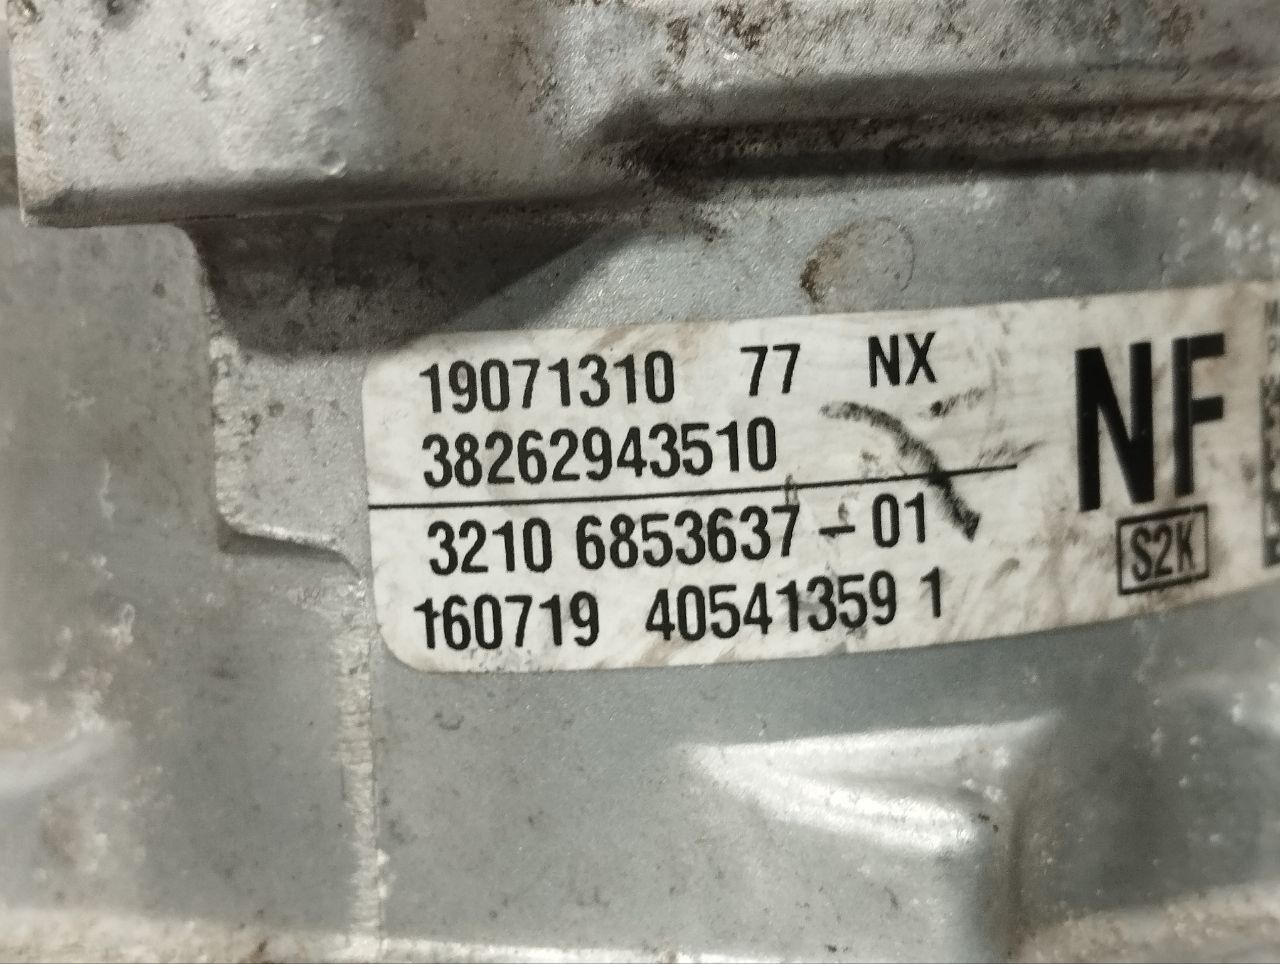 19071310 77 NX
38262943510
NF
3210 6853637-01
S2K
160719 40541359 1